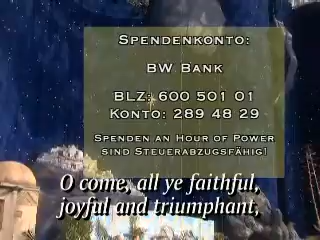 SPENDENKONTO:
BW BANK
BLZ: 600 501 01
KONTO: 289 48 29
SPENDEN AN HOUR OF POWER
SIND STEUERABZUGSFÄHIG!
O come, all ye faithful,
joyful and triumphant,